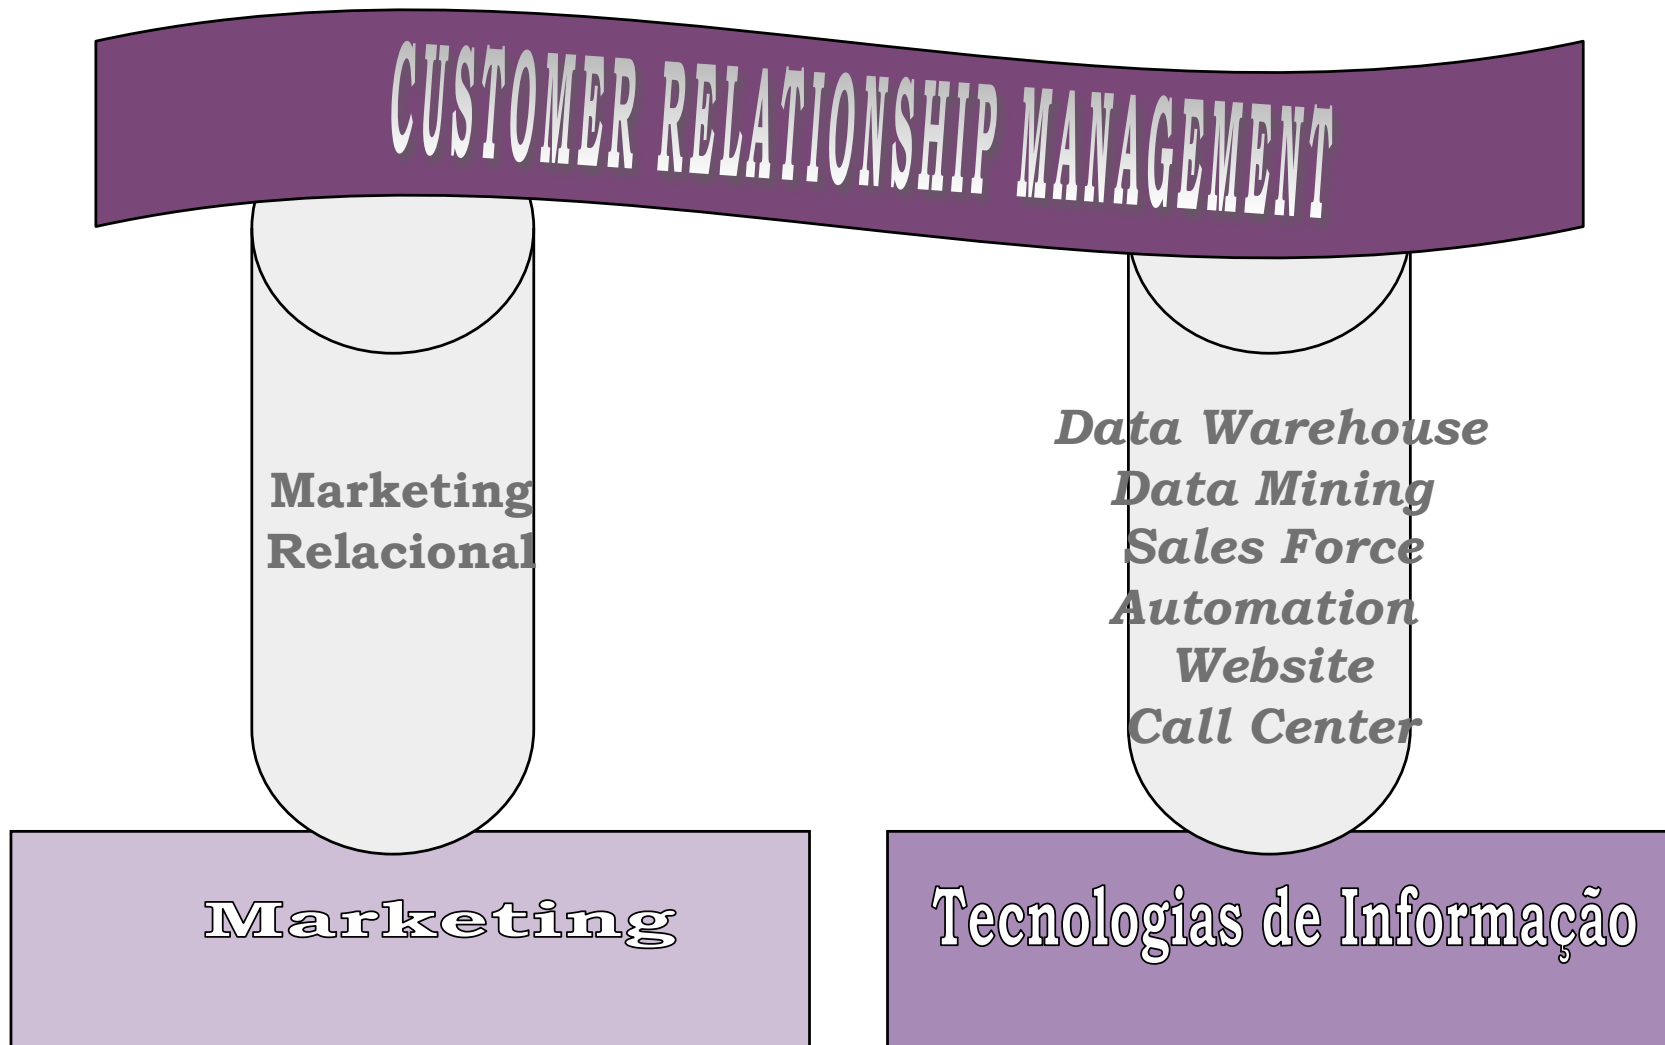 CUSTOMER RELATIONSHIP MANAGEMENT
Marketing
Relacional
Data Warehouse
Data Mining
Sales Force
Automation
Website
Call Center
Marketing
Tecnologias de Informação